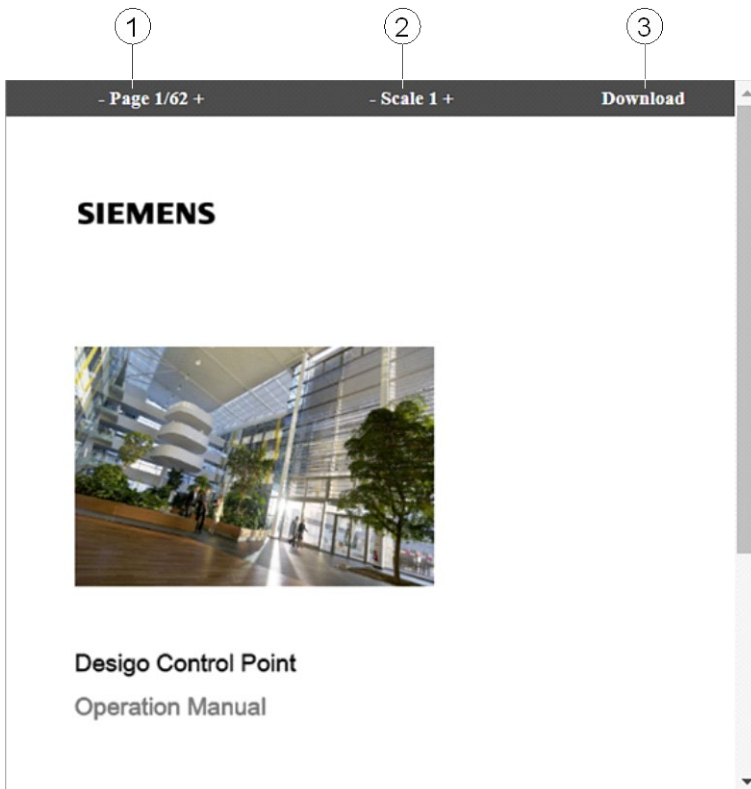 1 2 3
- Page 1/62 + - Scale 1 + Download
SIEMENS
Desigo Control Point
Operation Manual